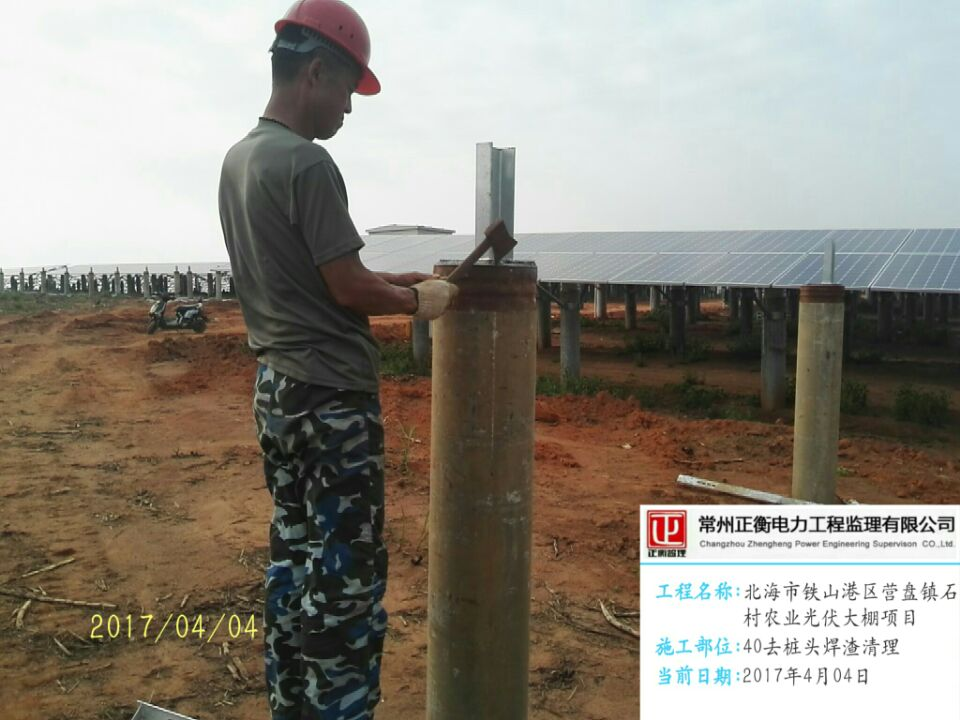 2017/04/04
正衡管理
常州正衡电力工程监理有限公司
Changzhou Zhengheng Power Engineering Supervison CO.,Ltd.
工程名称:北海市铁山港区营盘镇石
村农业光伏大棚项目
施工部位:40去桩头焊渣清理
当前日期:2017年4月04日